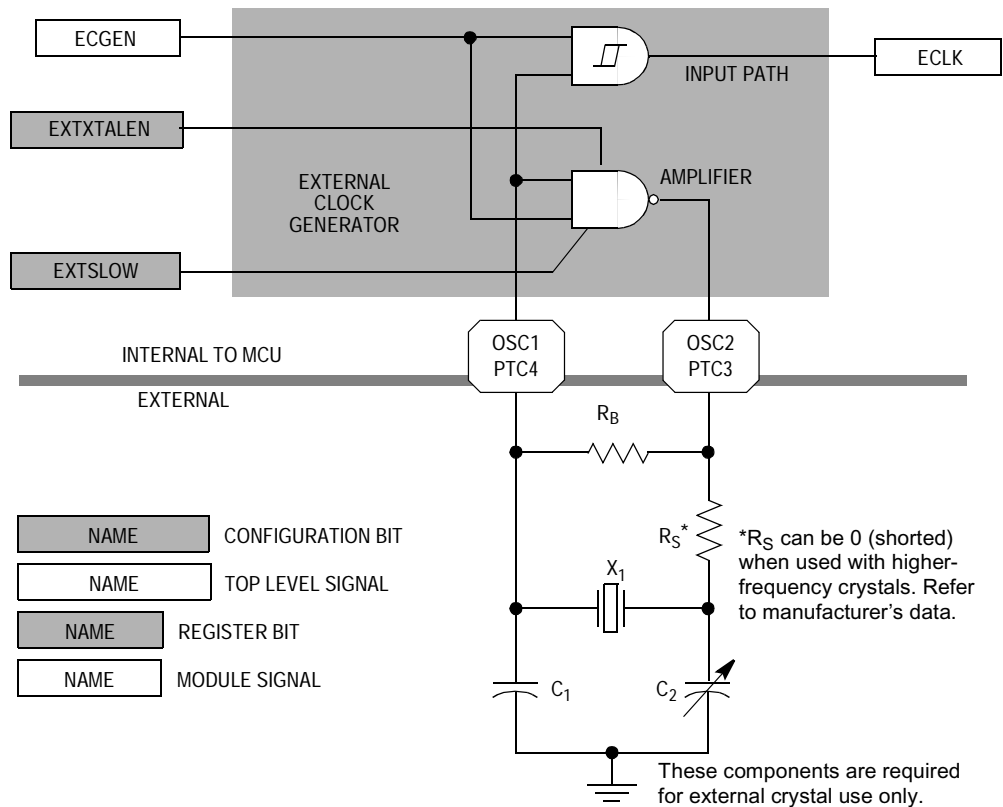 ECGEN
INPUT PATH
ECLK
EXTXTALEN
EXTERNAL
CLOCK
GENERATOR
AMPLIFIER
EXTSLOW
OSC1
PTC4
OSC2
PTC3
INTERNAL TO MCU
EXTERNAL
RB
RS*
*RS can be 0 (shorted)
when used with higher-
frequency crystals. Refer
to manufacturer's data.
X1
C1
C2
NAME CONFIGURATION BIT
NAME TOP LEVEL SIGNAL
NAME REGISTER BIT
NAME MODULE SIGNAL
These components are required
for external crystal use only.